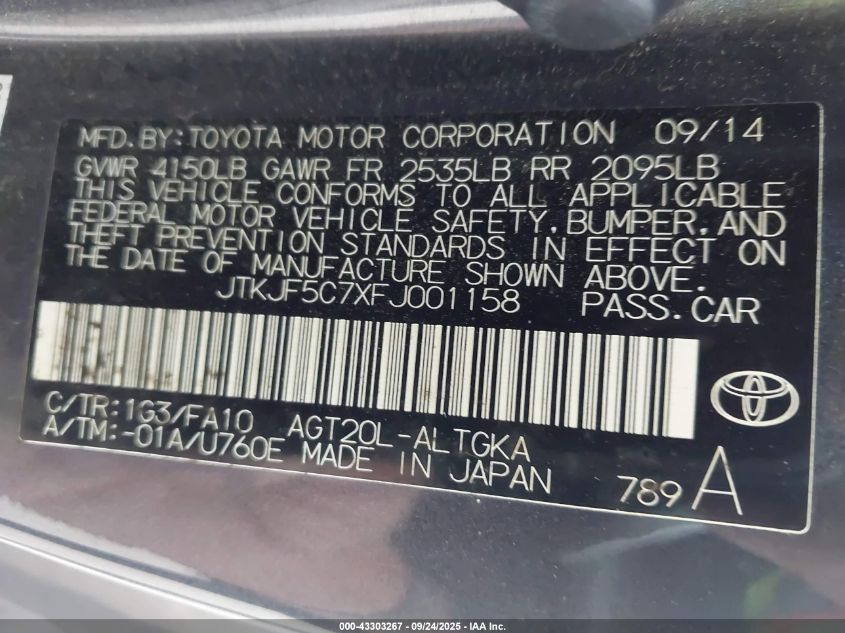 MFD.BY:TOYOTA MOTOR CORPORATION 09/14
GVWR 4150LB GAWR FR 2535LB RR 2095LB
THIS VEHICLE CONFORMS TO ALL APPLICABLE
FEDERAL MOTOR VEHICLE SAFETY,BUMPER,AND
THEFT PREVENTION STANDARDS IN EFFECT ON
THE DATE OF MANUFACTURE SHOWN ABOVE.
JTKJF5C7XFJ001158 PASS.CAR
C/TR:1G3/FA10 AGT20L-ALTGKA
A/TM:-01A/U760E MADE IN JAPAN 789A
000-43303267 - 09/24/2025 - IAA Inc.